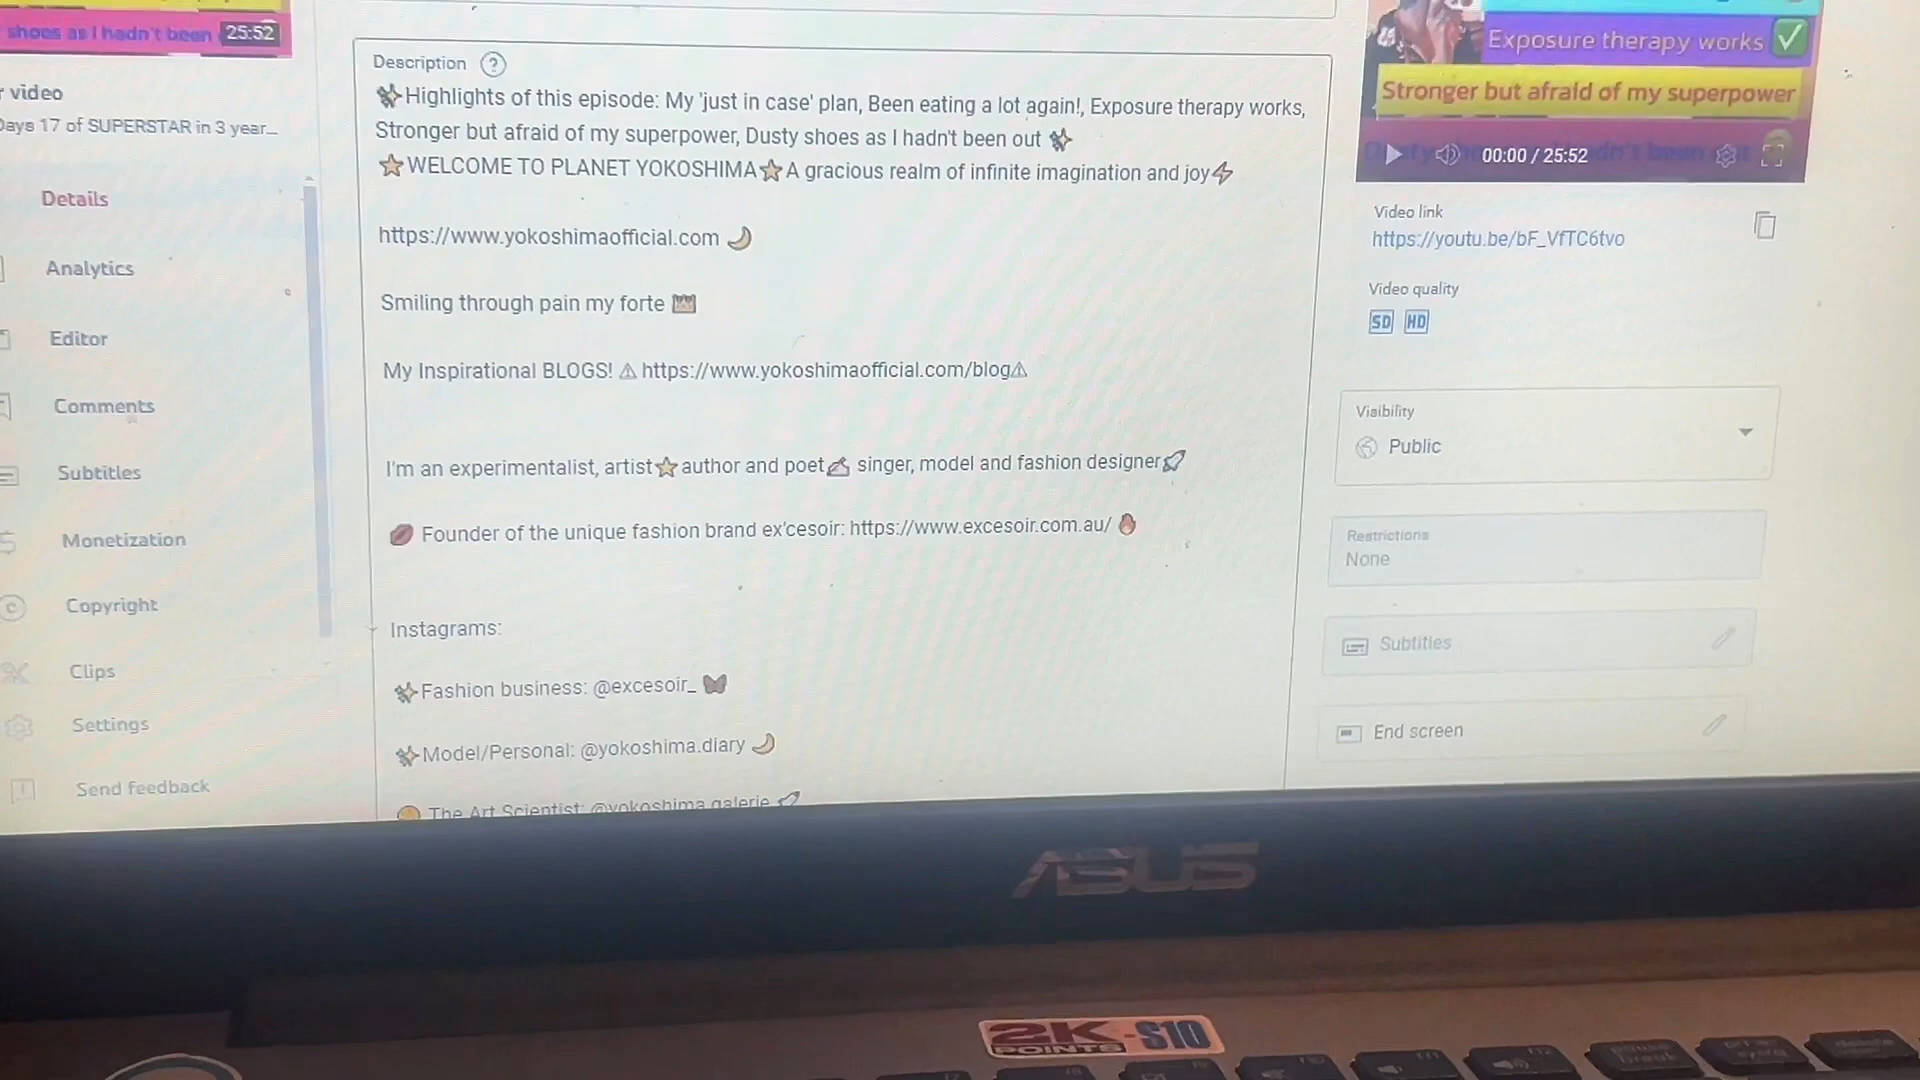 shoes as I hadn't been
25:52
video
Days 17 of SUPERSTAR in 3 year...
Details
Analytics
Editor
Comments
Subtitles
Monetization
Copyright
Clips
Settings
Send feedback
Description ?
✨Highlights of this episode: My 'just in case' plan, Been eating a lot again!, Exposure therapy works,
Stronger but afraid of my superpower, Dusty shoes as I hadn't been out ✨
⭐WELCOME TO PLANET YOKOSHIMA⭐A gracious realm of infinite imagination and joy⚡
https://www.yokoshimaofficial.com 🌙
Smiling through pain my forte 👑
My Inspirational BLOGS! ⚠ https://www.yokoshimaofficial.com/blog⚠
I'm an experimentalist, artist⭐author and poet✍ singer, model and fashion designer🚀
💋 Founder of the unique fashion brand ex'cesoir: https://www.excesoir.com.au/ 🔥
Instagrams:
✨Fashion business: @excesoir_ 🦋
✨Model/Personal: @yokoshima.diary 🌙
The Art Scientist: @yokoshima.galerie 🚀
Exposure therapy works ✅
Stronger but afraid of my superpower
00:00 / 25:52
Video link
https://youtu.be/bF_VfTC6tvo
Video quality
SD HD
Visibility
Public
Restrictions
None
Subtitles
End screen
ASUS
2K POINTS - S10